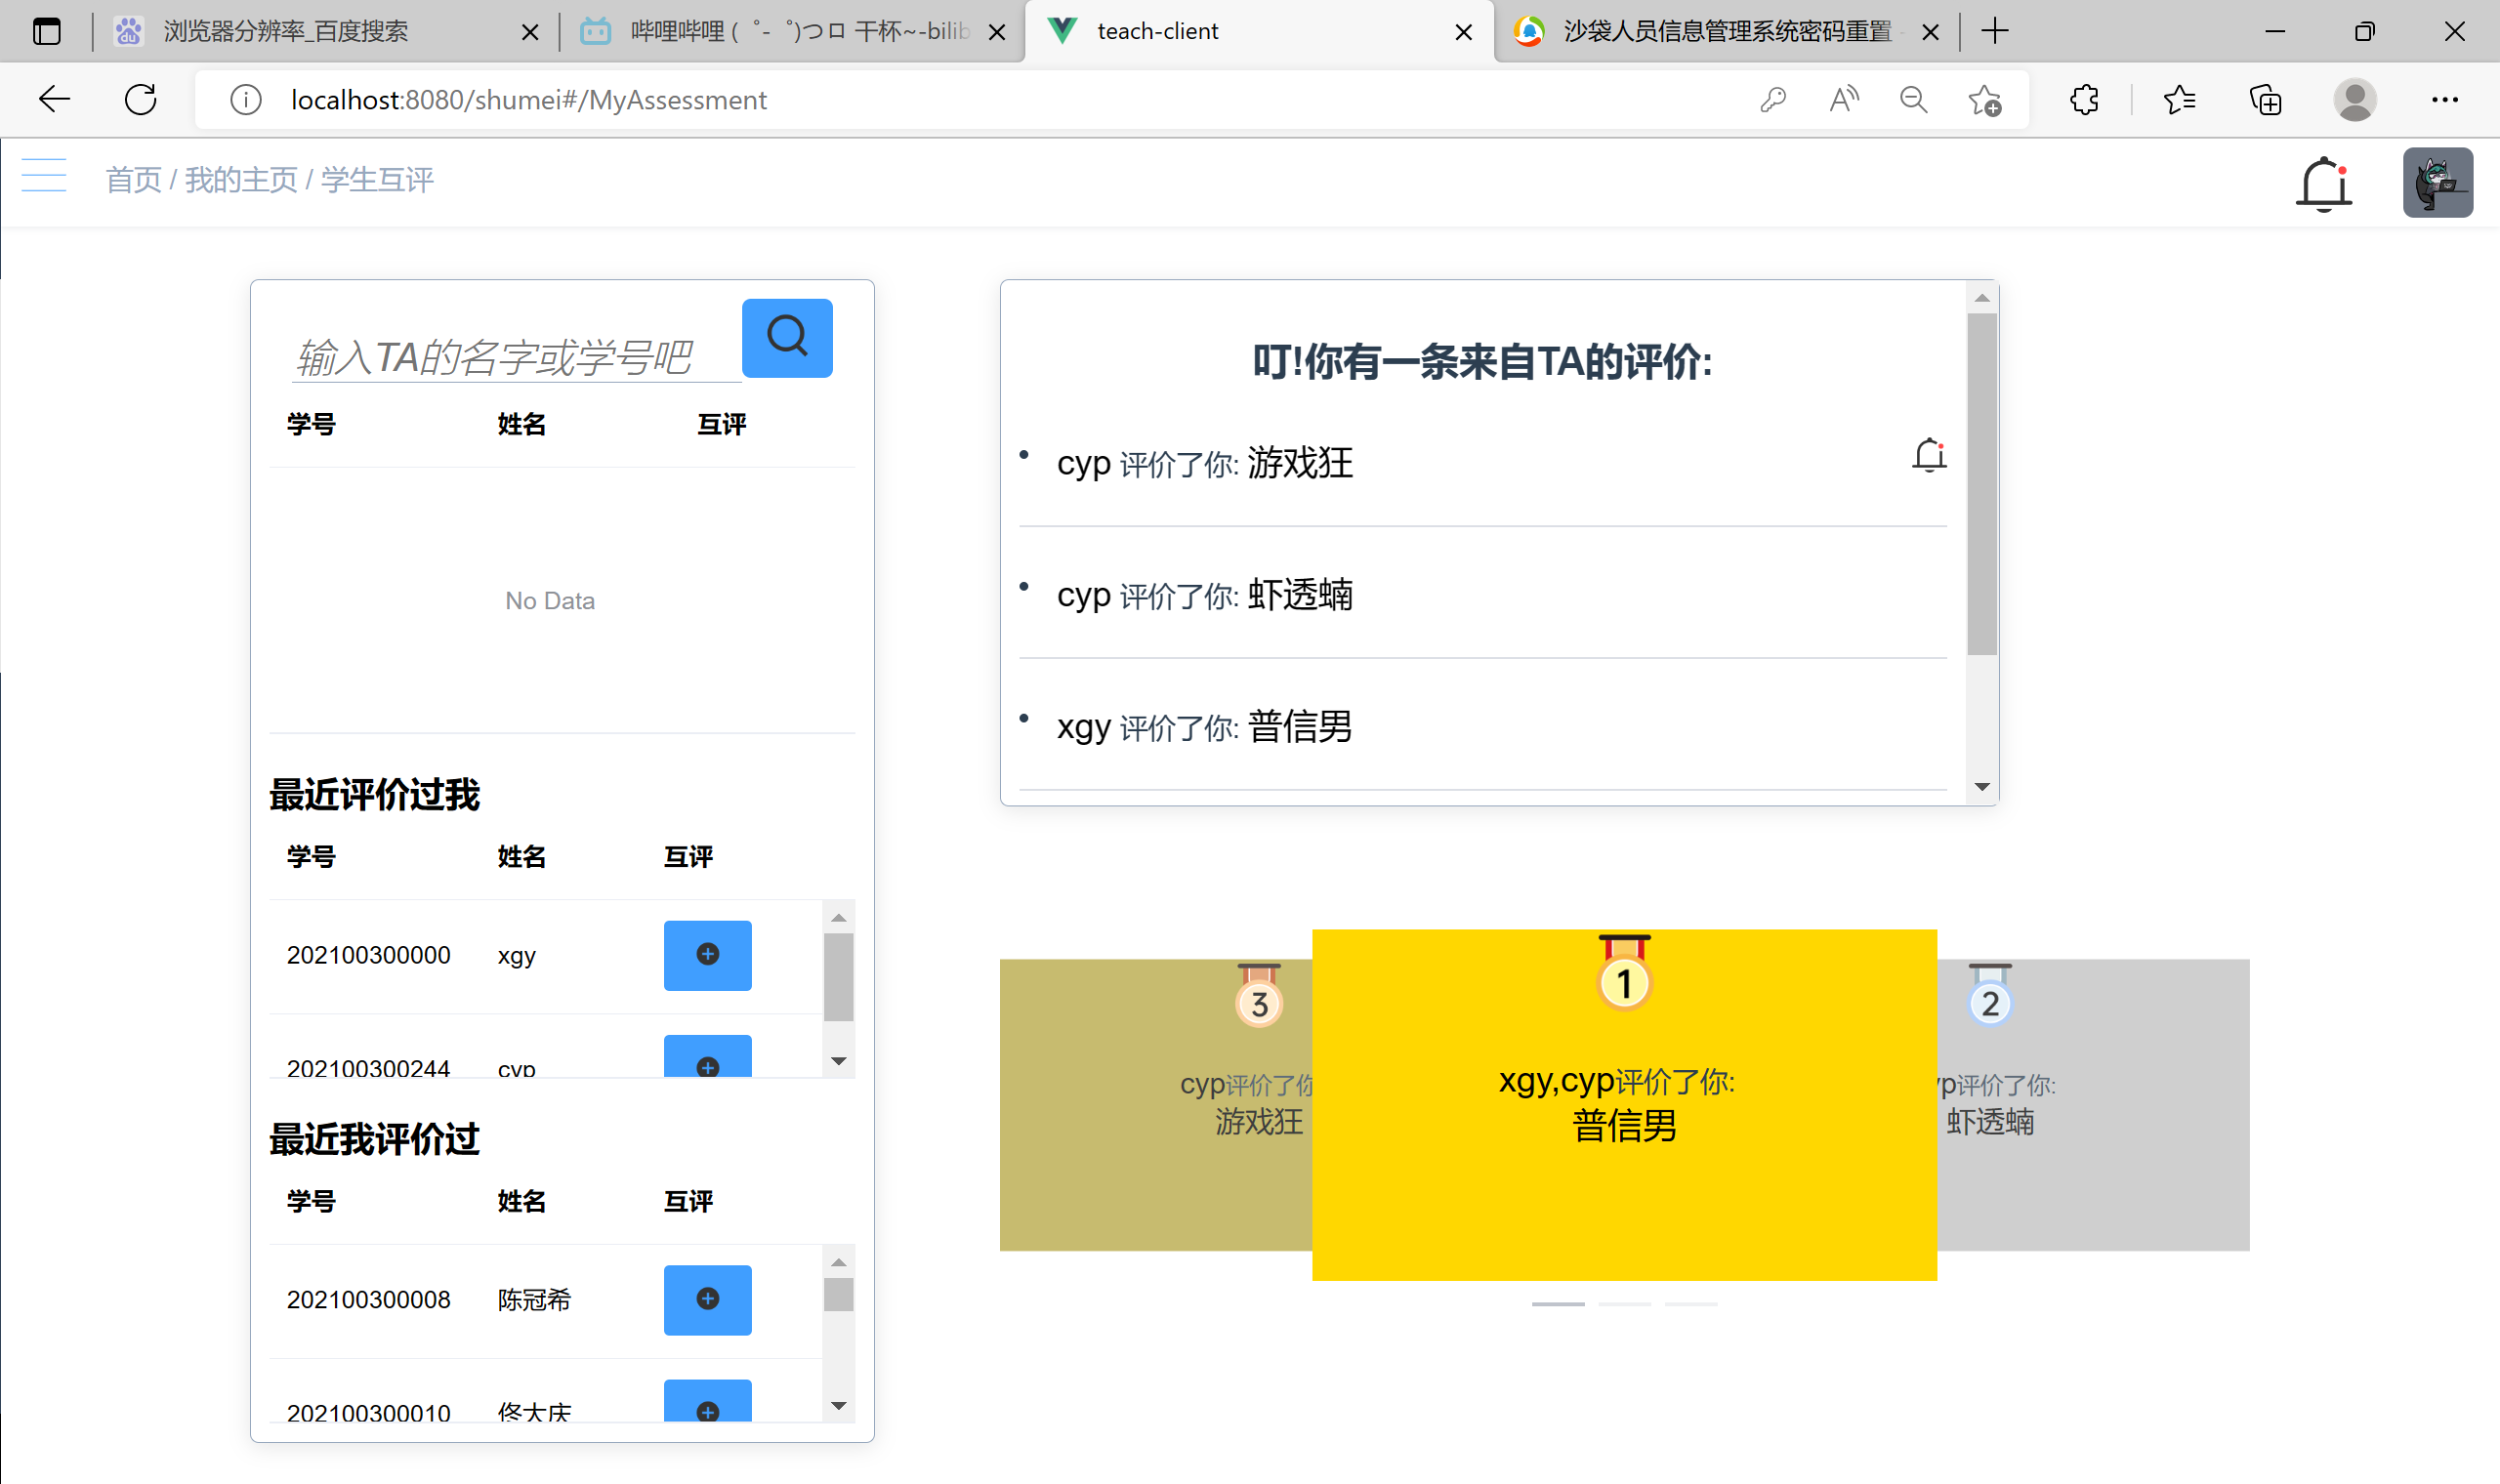 浏览器分辨率_百度搜索
哔哩哔哩 (゜-゜)つロ 干杯~-bilib
teach-client
沙袋人员信息管理系统密码重置
localhost:8080/shumei#/MyAssessment
首页 / 我的主页 / 学生互评
输入TA的名字或学号吧
学号 姓名 互评
No Data
最近评价过我
学号 姓名 互评
202100300000 xgy
202100300244 cyp
最近我评价过
学号 姓名 互评
202100300008 陈冠希
202100300010 佟大庆
叮!你有一条来自TA的评价:
• cyp 评价了你: 游戏狂
• cyp 评价了你: 虾透蝻
• xgy 评价了你: 普信男
3
cyp评价了你
游戏狂
1
xgy,cyp评价了你:
普信男
2
yp评价了你:
虾透蝻